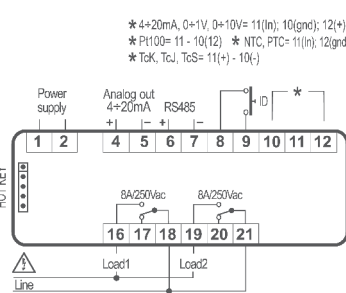 * 4÷20mA, 0÷1V, 0÷10V= 11(In); 10(gnd); 12(+)
* Pt100= 11 - 10(12) * NTC, PTC= 11(In); 12(gnd
* TcK, TcJ, TcS= 11(+) - 10(-)
Power supply
Analog out 4÷20mA
RS485
ID
*
+ − + −
1 2 4 5 6 7 8 9 10 11 12
HOT KEY
8A/250Vac 8A/250Vac
16 17 18 19 20 21
Load1 Load2
Line